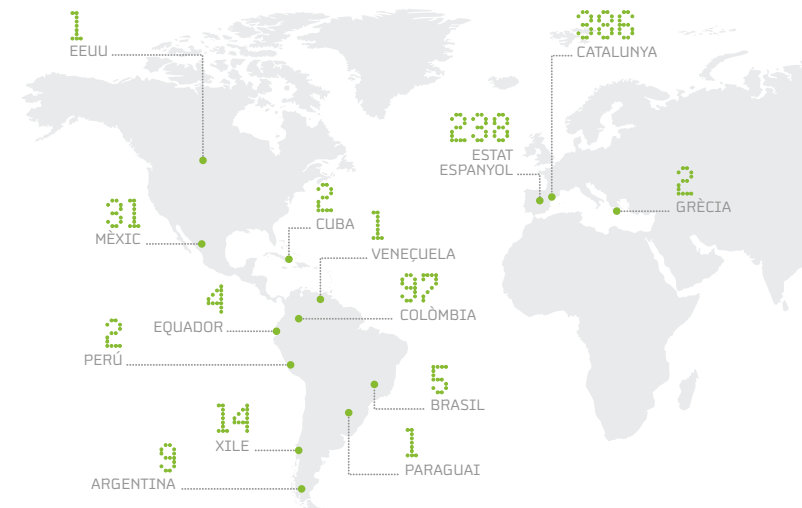 1
EEUU
386
CATALUNYA
238
ESTAT
ESPANYOL
2
GRÈCIA
31
MÈXIC
2
CUBA
1
VENEÇUELA
4
EQUADOR
97
COLÒMBIA
2
PERÚ
5
BRASIL
14
XILE
1
PARAGUAI
9
ARGENTINA